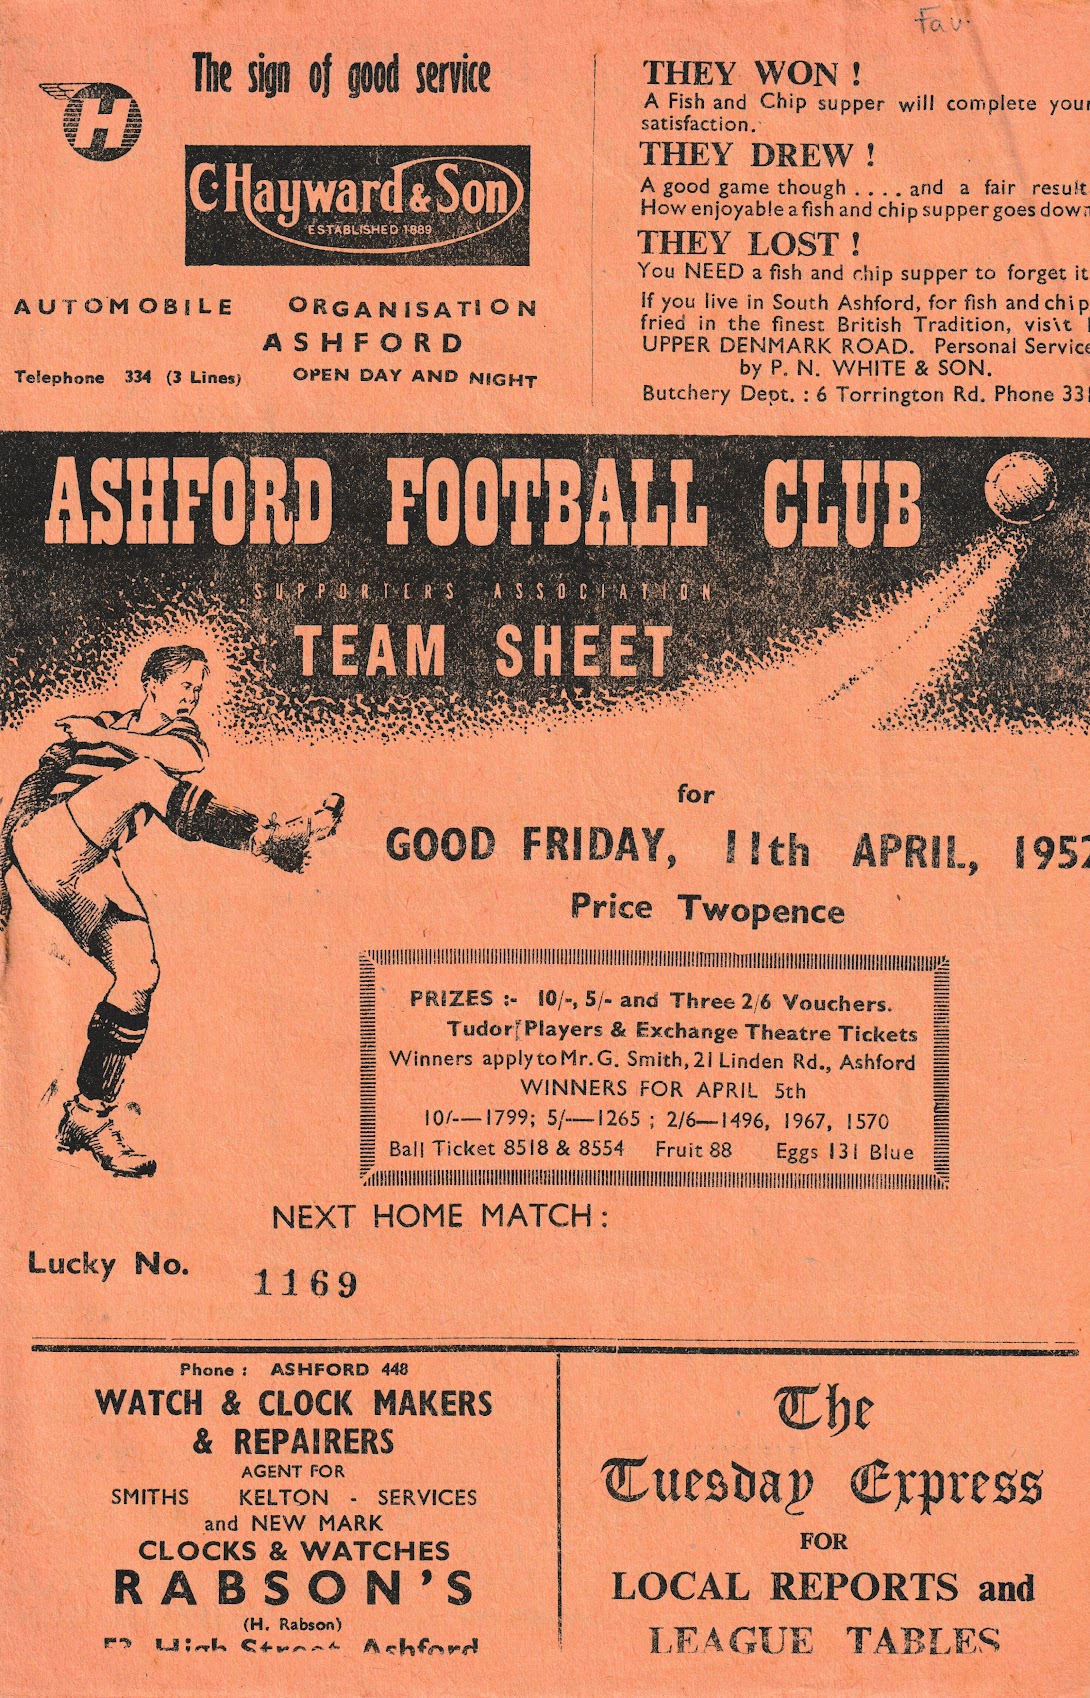 Fav.
The sign of good service
H
C. Hayward & Son
ESTABLISHED 1889
AUTOMOBILE ORGANISATION
ASHFORD
Telephone 334 (3 Lines) OPEN DAY AND NIGHT
THEY WON !
A Fish and Chip supper will complete your
satisfaction.
THEY DREW !
A good game though . . . . and a fair result
How enjoyable a fish and chip supper goes down
THEY LOST !
You NEED a fish and chip supper to forget it
If you live in South Ashford, for fish and chip
fried in the finest British Tradition, visit
UPPER DENMARK ROAD. Personal Service
by P. N. WHITE & SON.
Butchery Dept. : 6 Torrington Rd. Phone 331
ASHFORD FOOTBALL CLUB
SUPPORTERS ASSOCIATION
TEAM SHEET
for
GOOD FRIDAY, 11th APRIL, 1952
Price Twopence
PRIZES :- 10/-, 5/- and Three 2/6 Vouchers.
Tudor Players & Exchange Theatre Tickets
Winners apply to Mr. G. Smith, 21 Linden Rd., Ashford
WINNERS FOR APRIL 5th
10/-—1799; 5/-—1265 ; 2/6—1496, 1967, 1570
Ball Ticket 8518 & 8554 Fruit 88 Eggs 131 Blue
NEXT HOME MATCH :
Lucky No. 1169
Phone : ASHFORD 448
WATCH & CLOCK MAKERS
& REPAIRERS
AGENT FOR
SMITHS KELTON - SERVICES
and NEW MARK
CLOCKS & WATCHES
RABSON'S
(H. Rabson)
High Street, Ashford
The
Tuesday Express
FOR
LOCAL REPORTS and
LEAGUE TABLES